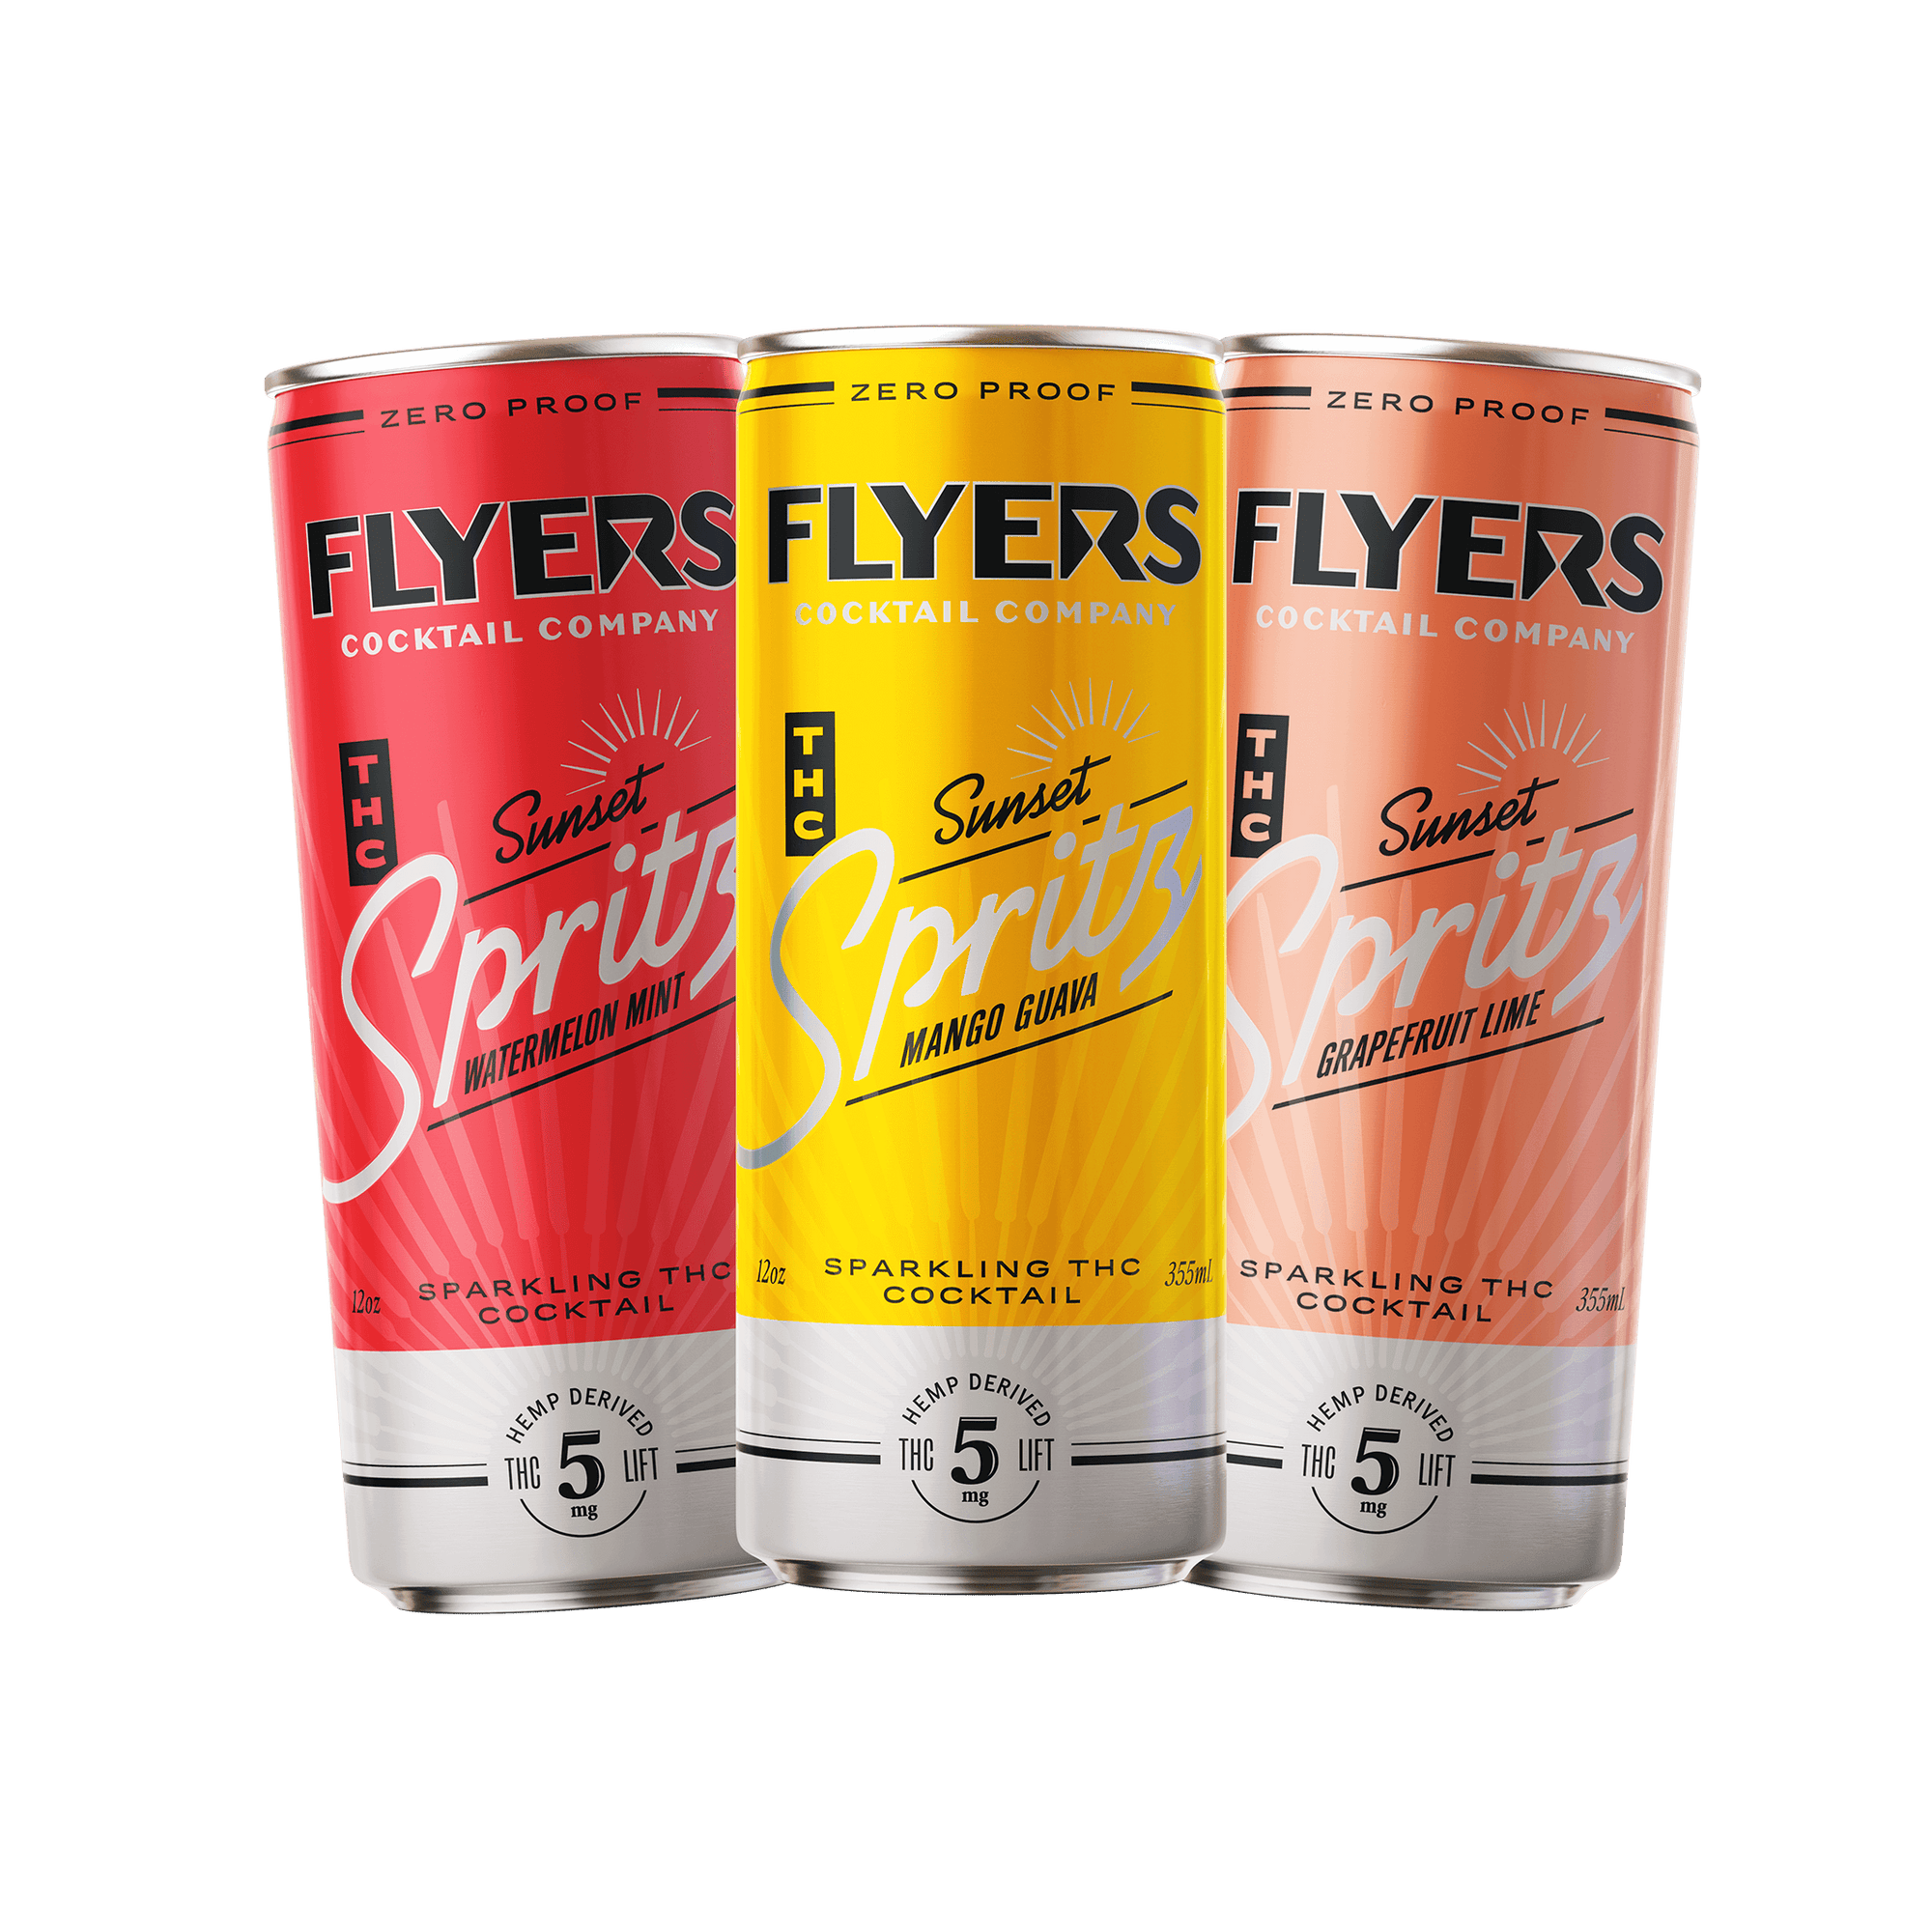 ZERO PROOF
FLYERS
COCKTAIL COMPANY
THC
Sunset
Spritz
WATERMELON MINT
12oz
SPARKLING THC
COCKTAIL
HEMP DERIVED
THC 5 LIFT
mg
ZERO PROOF
FLYERS
COCKTAIL COMPANY
THC
Sunset
Spritz
MANGO GUAVA
12oz
SPARKLING THC
COCKTAIL
355mL
HEMP DERIVED
THC 5 LIFT
mg
ZERO PROOF
FLYERS
COCKTAIL COMPANY
THC
Sunset
Spritz
GRAPEFRUIT LIME
SPARKLING THC
COCKTAIL
355mL
HEMP DERIVED
THC 5 LIFT
mg